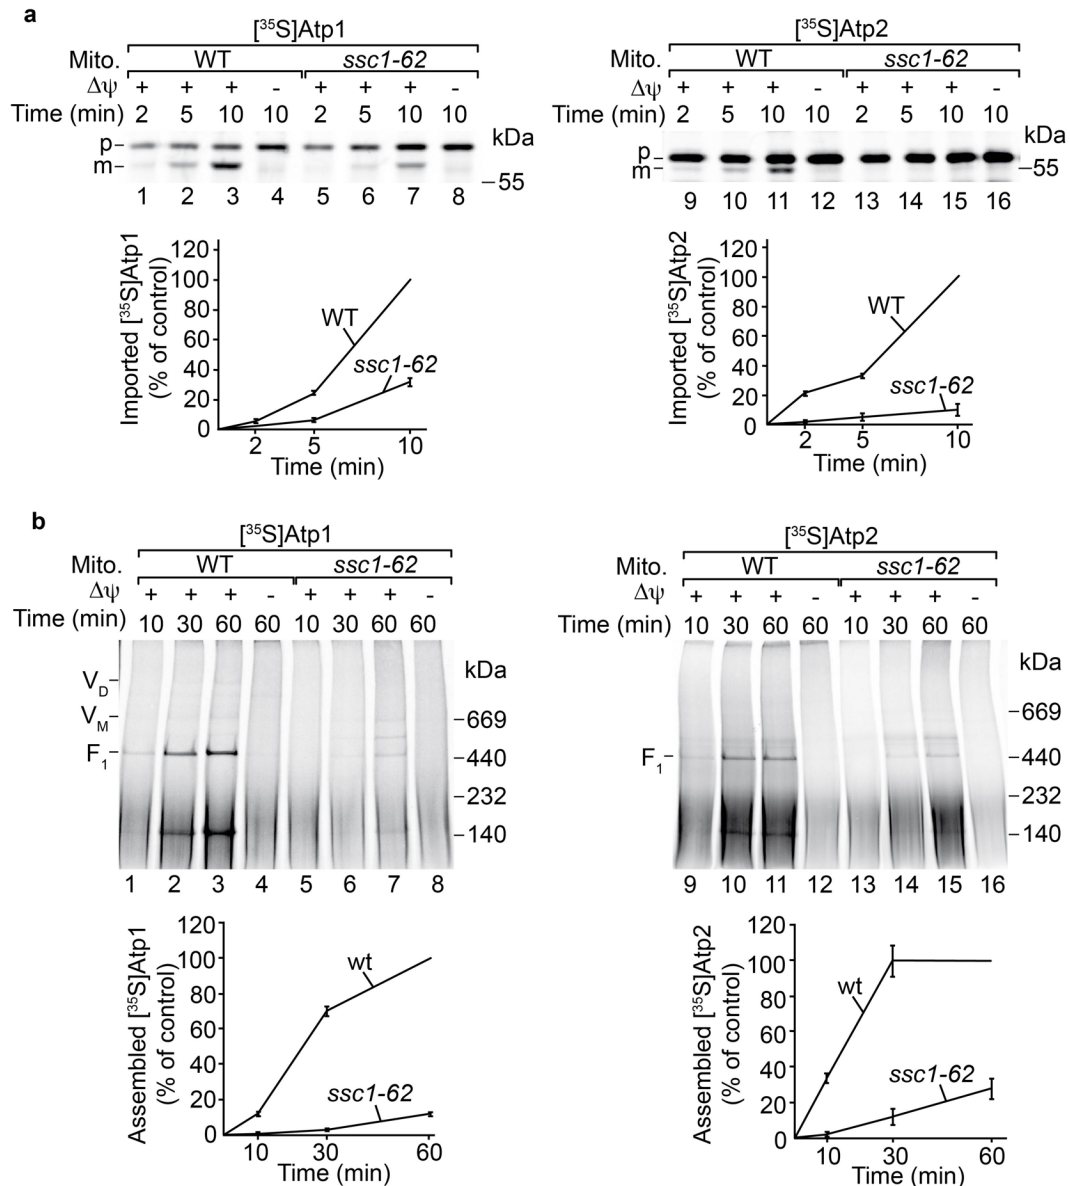 a
[³⁵S]Atp1
Mito. WT ssc1-62
Δψ + + + - + + + -
Time (min) 2 5 10 10 2 5 10 10
kDa
p
m
55
1 2 3 4 5 6 7 8
[³⁵S]Atp2
Mito. WT ssc1-62
Δψ + + + - + + + -
Time (min) 2 5 10 10 2 5 10 10
kDa
p
m
55
9 10 11 12 13 14 15 16
Imported [³⁵S]Atp1
(% of control)
120
100
80
60
40
20
0
WT
ssc1-62
2 5 10
Time (min)
Imported [³⁵S]Atp2
(% of control)
120
100
80
60
40
20
0
WT
ssc1-62
2 5 10
Time (min)
b
[³⁵S]Atp1
Mito. WT ssc1-62
Δψ + + + - + + + -
Time (min) 10 30 60 60 10 30 60 60
kDa
V_D
V_M
669
F₁
440
232
140
1 2 3 4 5 6 7 8
[³⁵S]Atp2
Mito. WT ssc1-62
Δψ + + + - + + + -
Time (min) 10 30 60 60 10 30 60 60
kDa
669
F₁
440
232
140
9 10 11 12 13 14 15 16
Assembled [³⁵S]Atp1
(% of control)
120
100
80
60
40
20
0
wt
ssc1-62
10 30 60
Time (min)
Assembled [³⁵S]Atp2
(% of control)
120
100
80
60
40
20
0
wt
ssc1-62
10 30 60
Time (min)